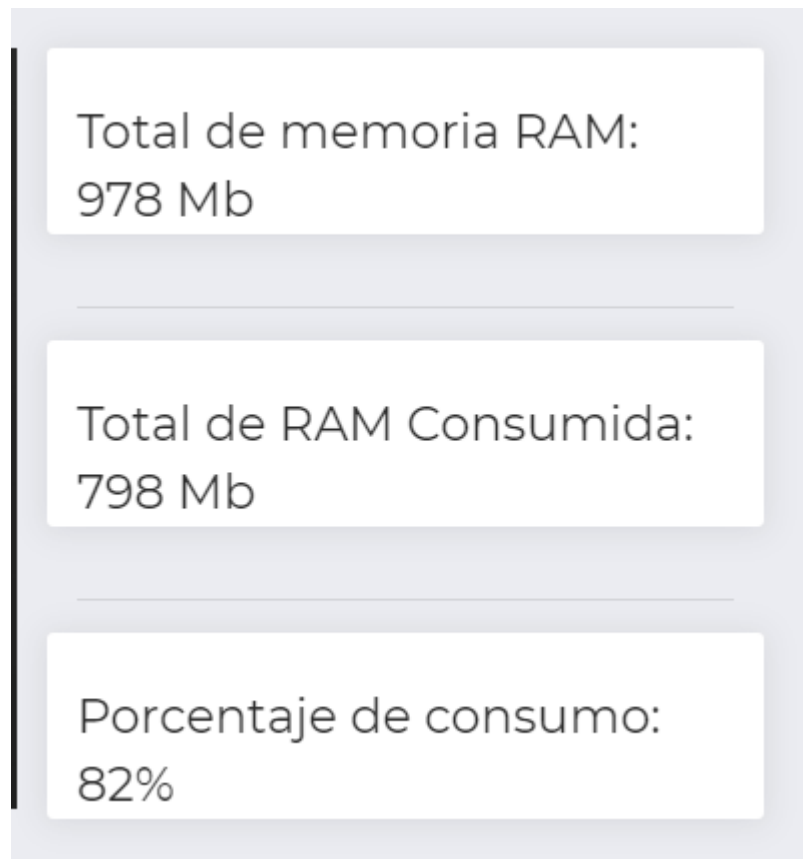 Total de memoria RAM:
978 Mb
Total de RAM Consumida:
798 Mb
Porcentaje de consumo:
82%